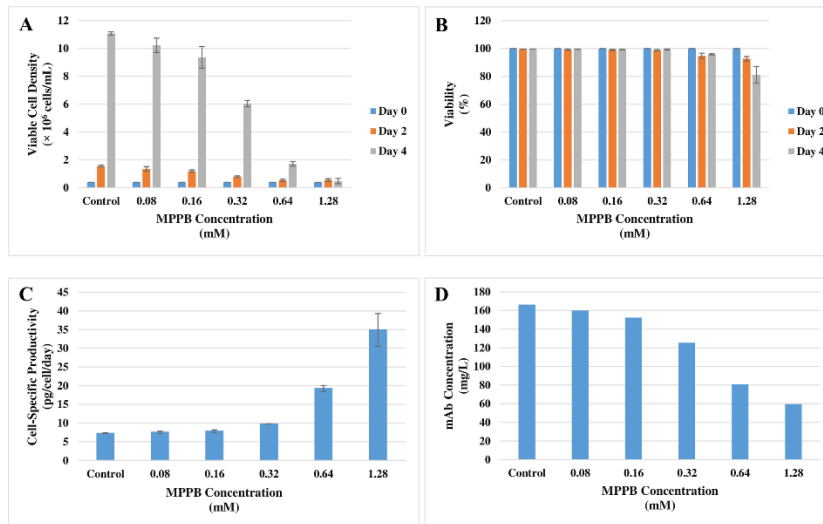 A
Viable Cell Density
(× 10⁶ cells/mL)
12
10
8
6
4
2
0
Control 0.08 0.16 0.32 0.64 1.28
MPPB Concentration
(mM)
Day 0
Day 2
Day 4
B
Viability
(%)
120
100
80
60
40
20
0
Control 0.08 0.16 0.32 0.64 1.28
MPPB Concentration
(mM)
Day 0
Day 2
Day 4
C
Cell-Specific Productivity
(pg/cell/day)
45
40
35
30
25
20
15
10
5
0
Control 0.08 0.16 0.32 0.64 1.28
MPPB Concentration
(mM)
D
mAb Concentration
(mg/L)
180
160
140
120
100
80
60
40
20
0
Control 0.08 0.16 0.32 0.64 1.28
MPPB Concentration
(mM)